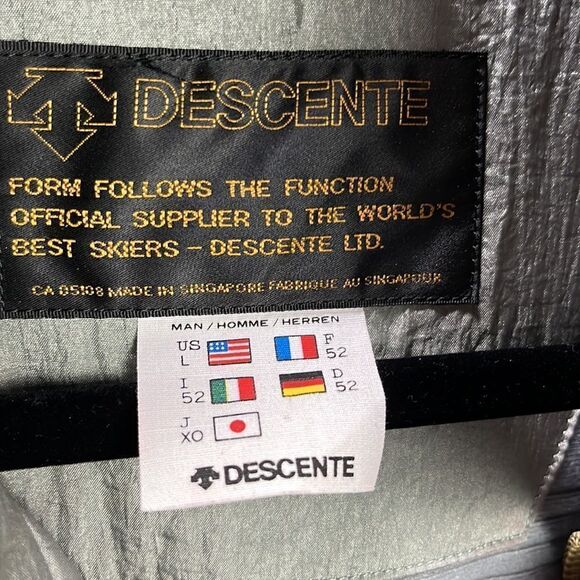 DESCENTE
FORM FOLLOWS THE FUNCTION
OFFICIAL SUPPLIER TO THE WORLD'S
BEST SKIERS – DESCENTE LTD.
CA 05108 MADE IN SINGAPORE FABRIQUE AU SINGAPOUR
MAN / HOMME / HERREN
US L F 52
I 52 D 52
J XO
DESCENTE